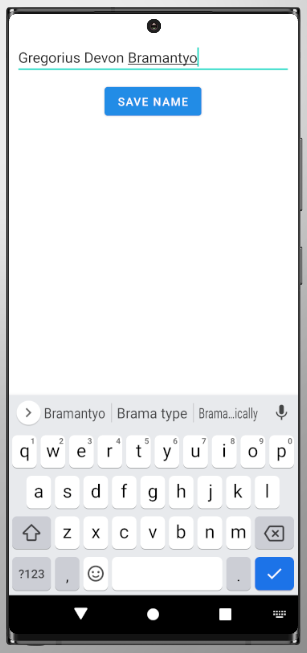 Gregorius Devon Bramantyo
SAVE NAME
Bramantyo Brama type Brama...ically
q1 w2 e3 r4 t5 y6 u7 i8 o9 p0
a s d f g h j k l
z x c v b n m
?123 , .